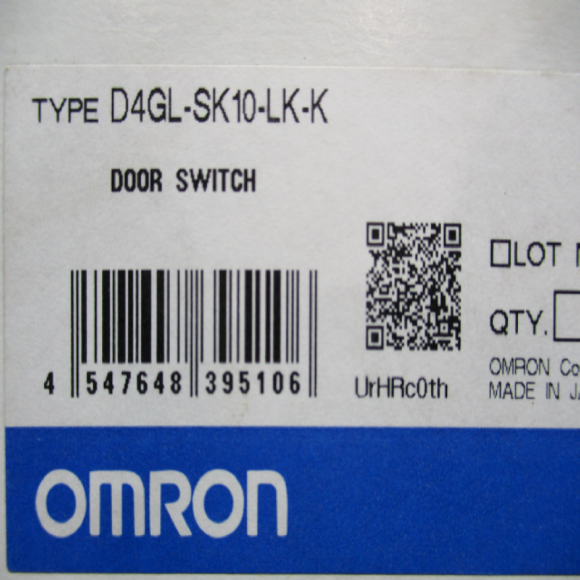 TYPE D4GL-SK10-LK-K
DOOR SWITCH
LOT
QTY.
4 547648 395106
UrHRc0th
OMRON
MADE IN
OMRON